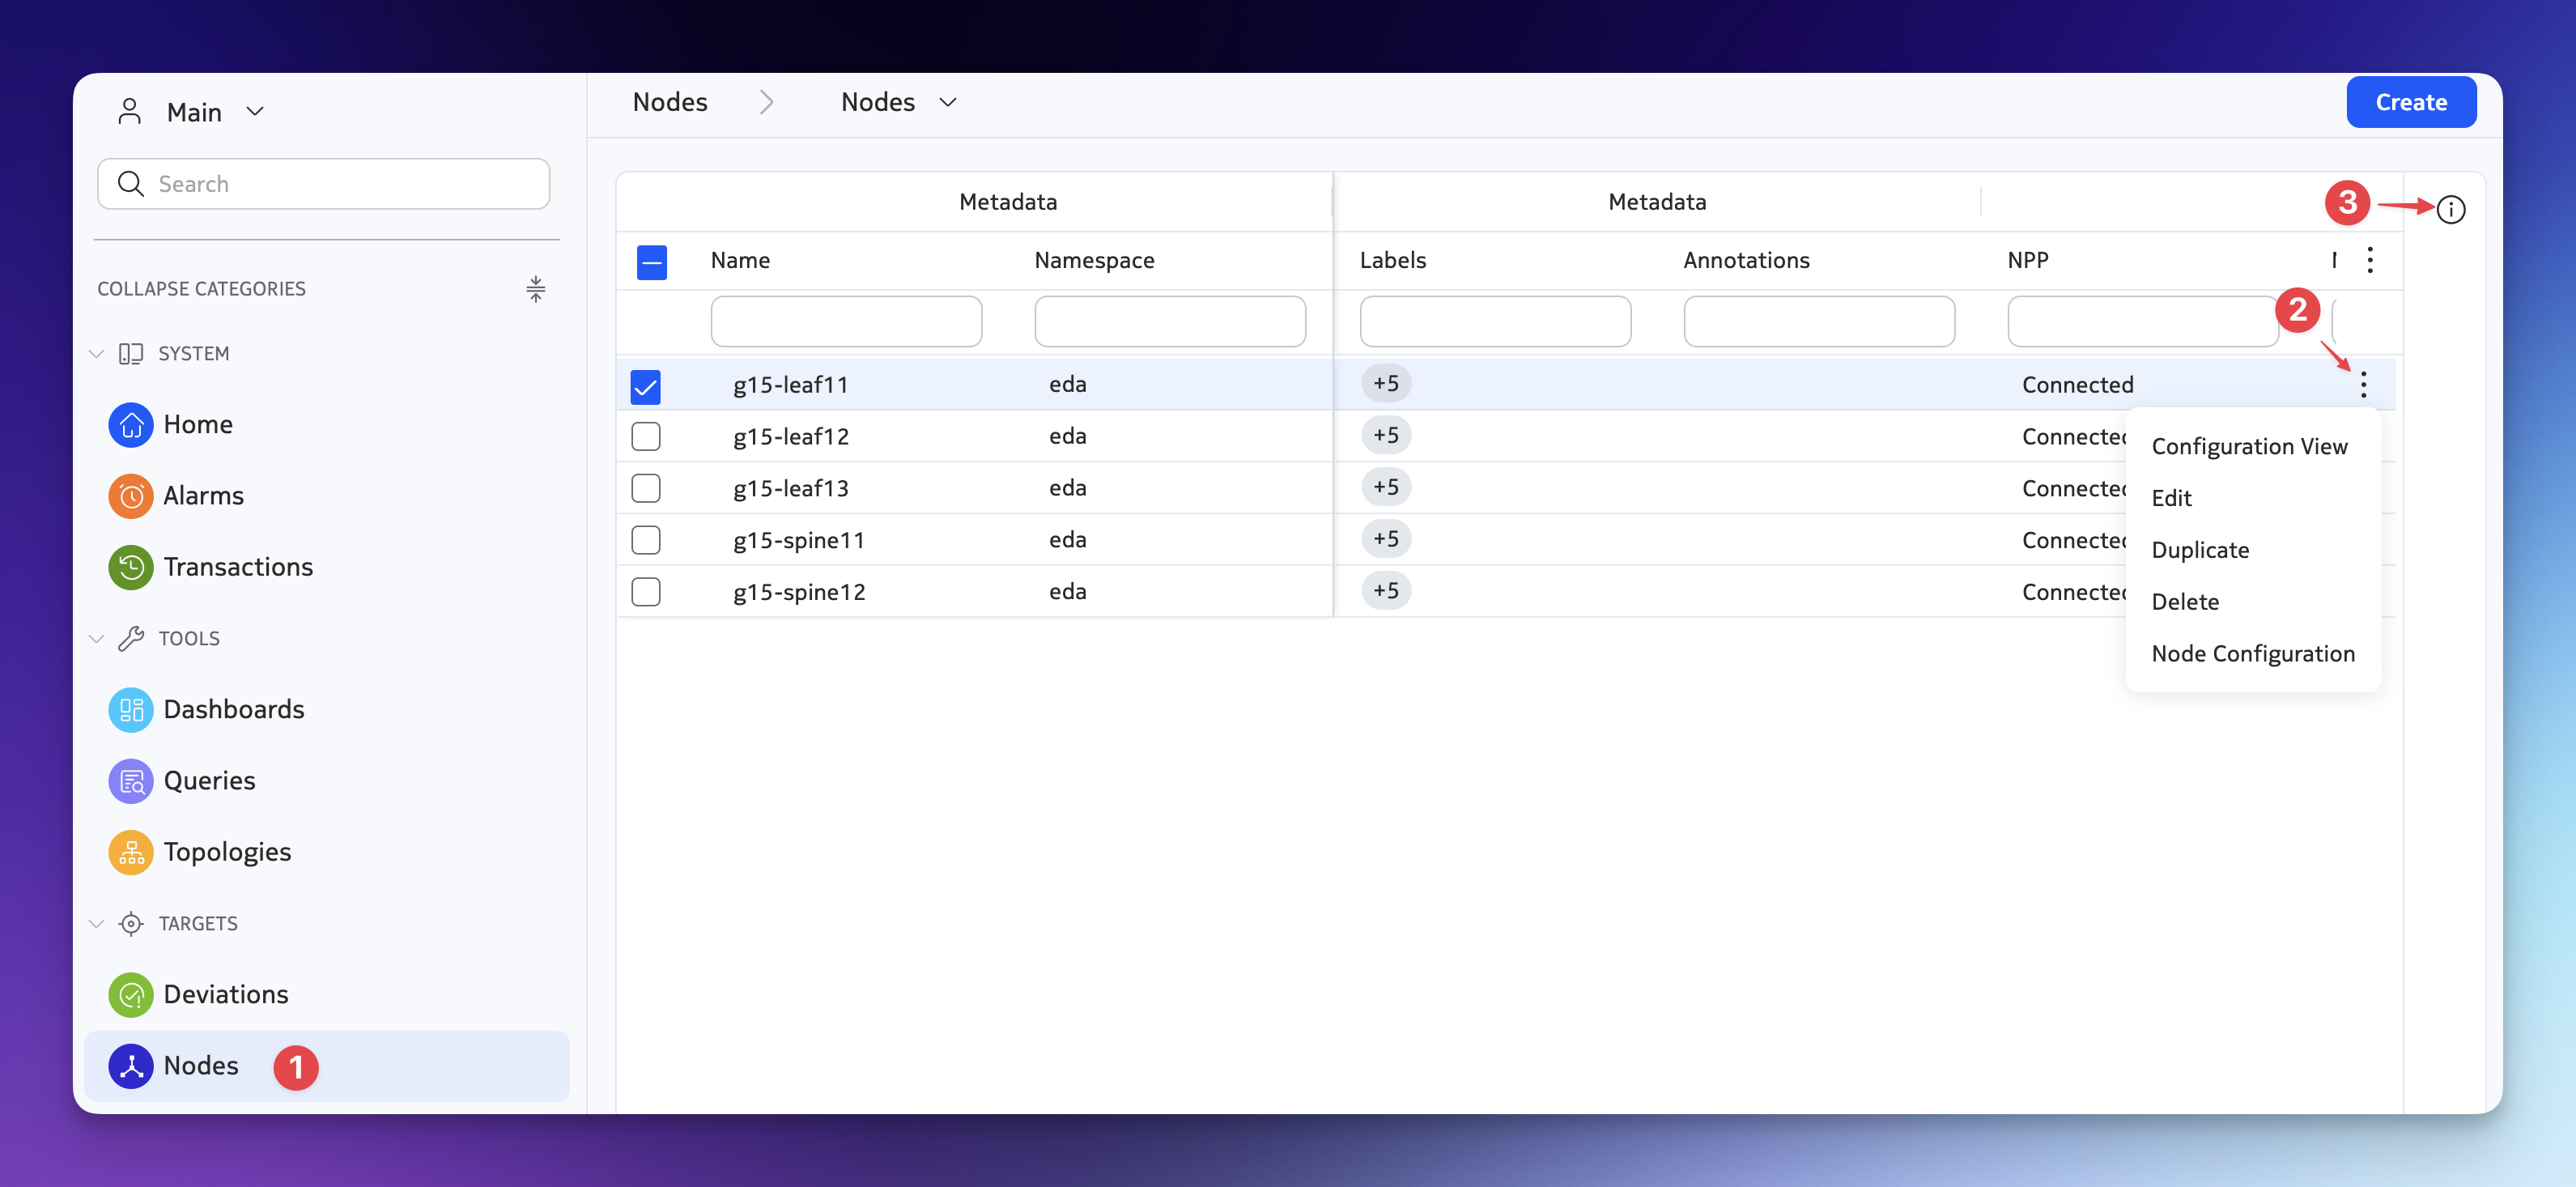 Main
Search
COLLAPSE CATEGORIES
SYSTEM
Home
Alarms
Transactions
TOOLS
Dashboards
Queries
Topologies
TARGETS
Deviations
Nodes 1
Nodes Nodes Create
Metadata Metadata 3
Name Namespace Labels Annotations NPP
2
g15-leaf11 eda +5 Connected
g15-leaf12 eda +5 Connected
g15-leaf13 eda +5 Connected
g15-spine11 eda +5 Connected
g15-spine12 eda +5 Connected
Configuration View
Edit
Duplicate
Delete
Node Configuration